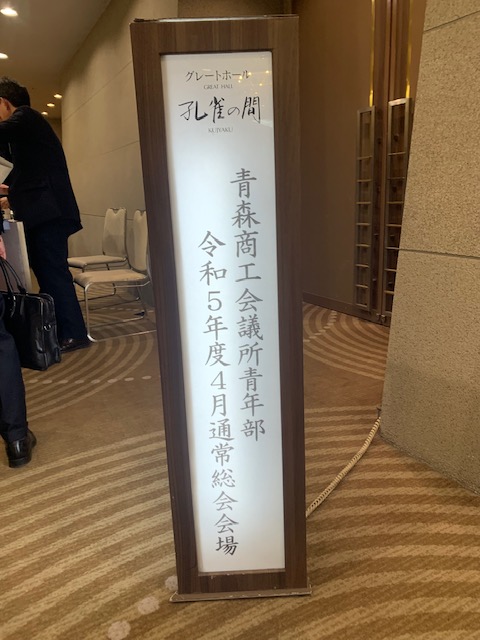 グレートホール
GREAT HALL
孔雀の間
KUJYAKU
青森商工会議所青年部
令和5年度4月通常総会会場